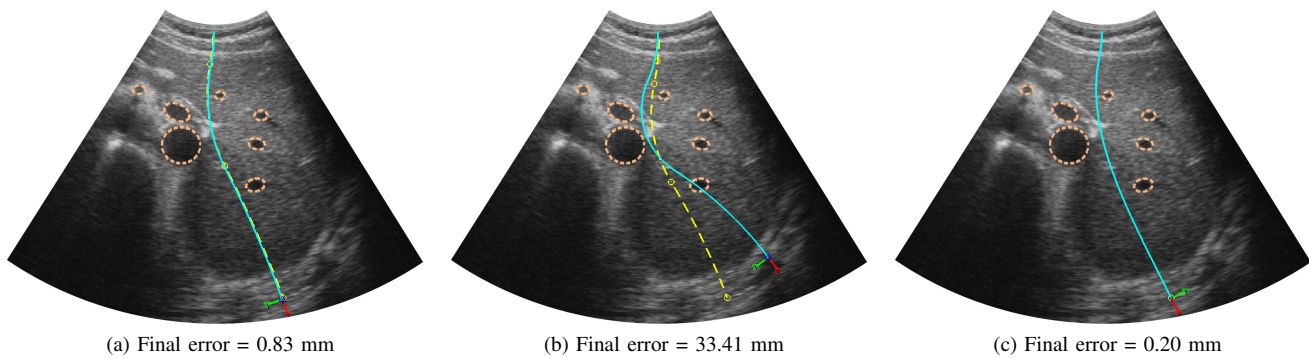 (a) Final error = 0.83 mm
(b) Final error = 33.41 mm
(c) Final error = 0.20 mm